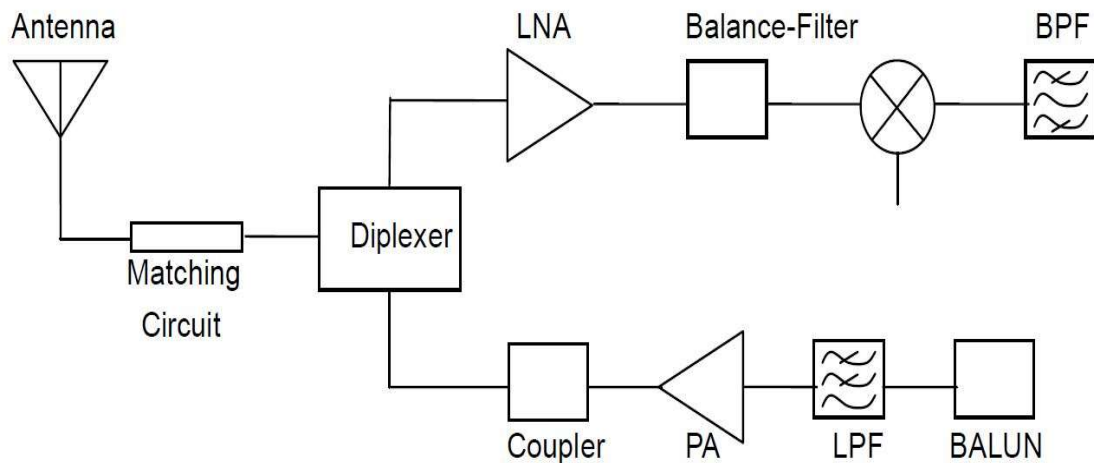 Antenna
LNA
Balance-Filter
BPF
Diplexer
Matching
Circuit
Coupler
PA
LPF
BALUN